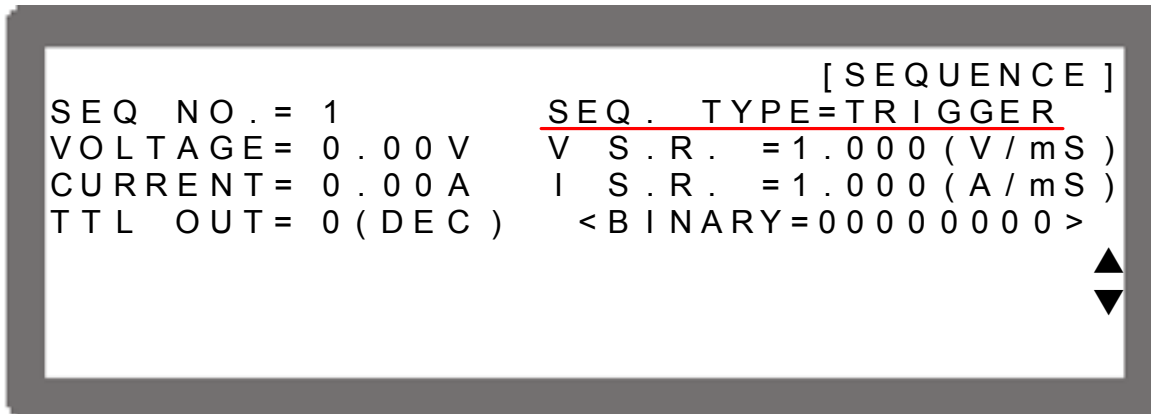 [SEQUENCE]
SEQ NO.= 1 SEQ. TYPE=TRIGGER
VOLTAGE= 0.00V V S.R. =1.000(V/mS)
CURRENT= 0.00A I S.R. =1.000(A/mS)
TTL OUT= 0(DEC) <BINARY=00000000>